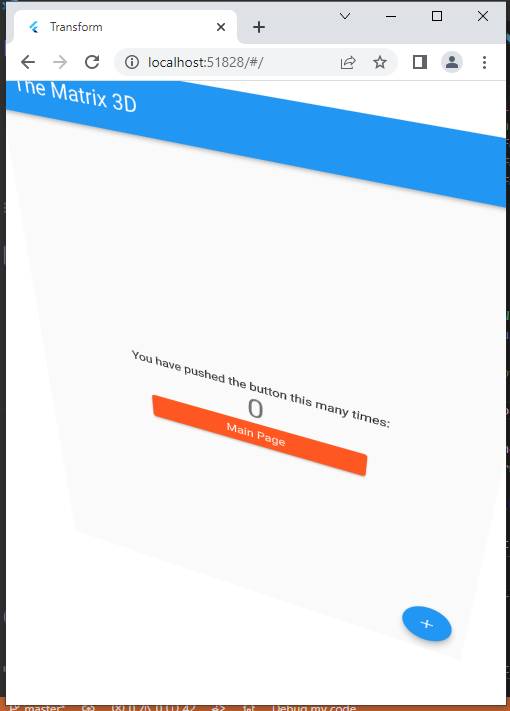 Transform
localhost:51828/#/
The Matrix 3D
You have pushed the button this many times:
0
Main Page
master*
Debug my code